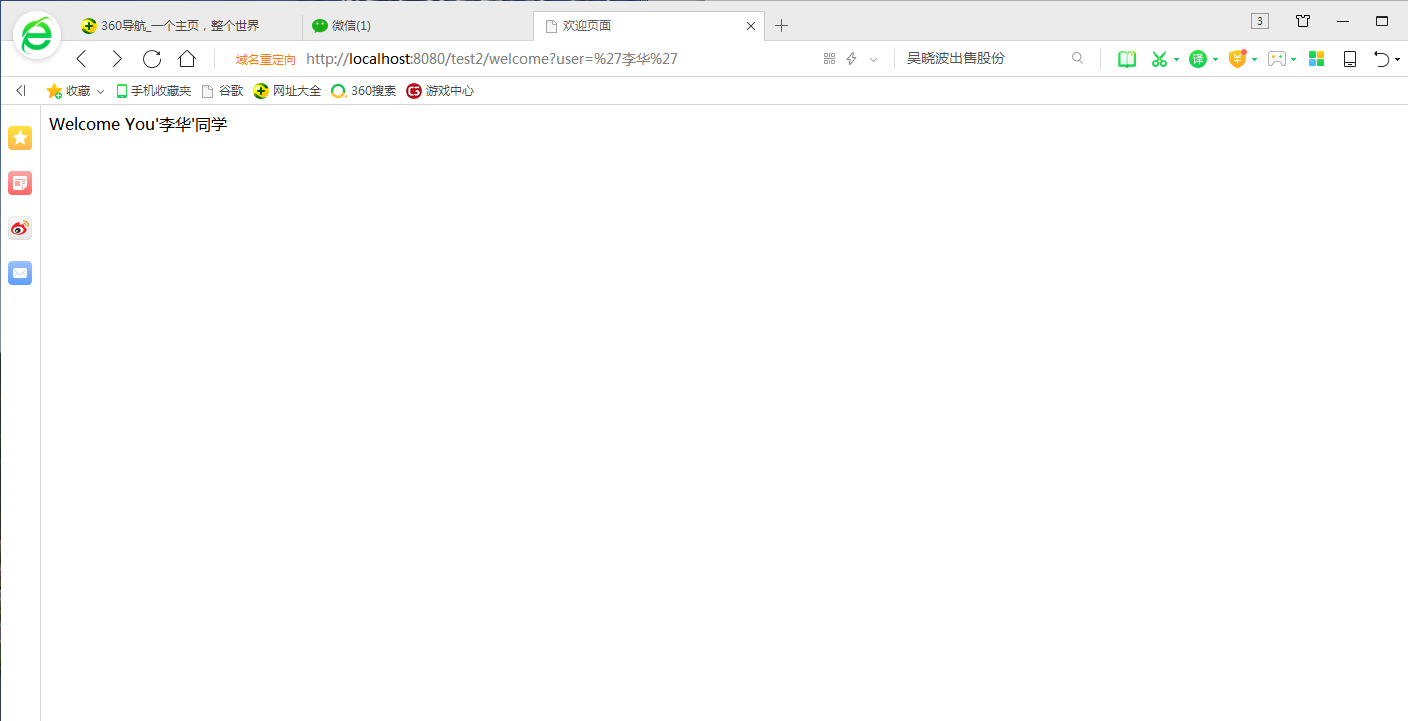 360导航_一个主页，整个世界 微信(1) 欢迎页面 3
域名重定向 http://localhost:8080/test2/welcome?user=%27李华%27 吴晓波出售股份 译 ¥
收藏 手机收藏夹 谷歌 网址大全 360搜索 G 游戏中心
Welcome You'李华'同学